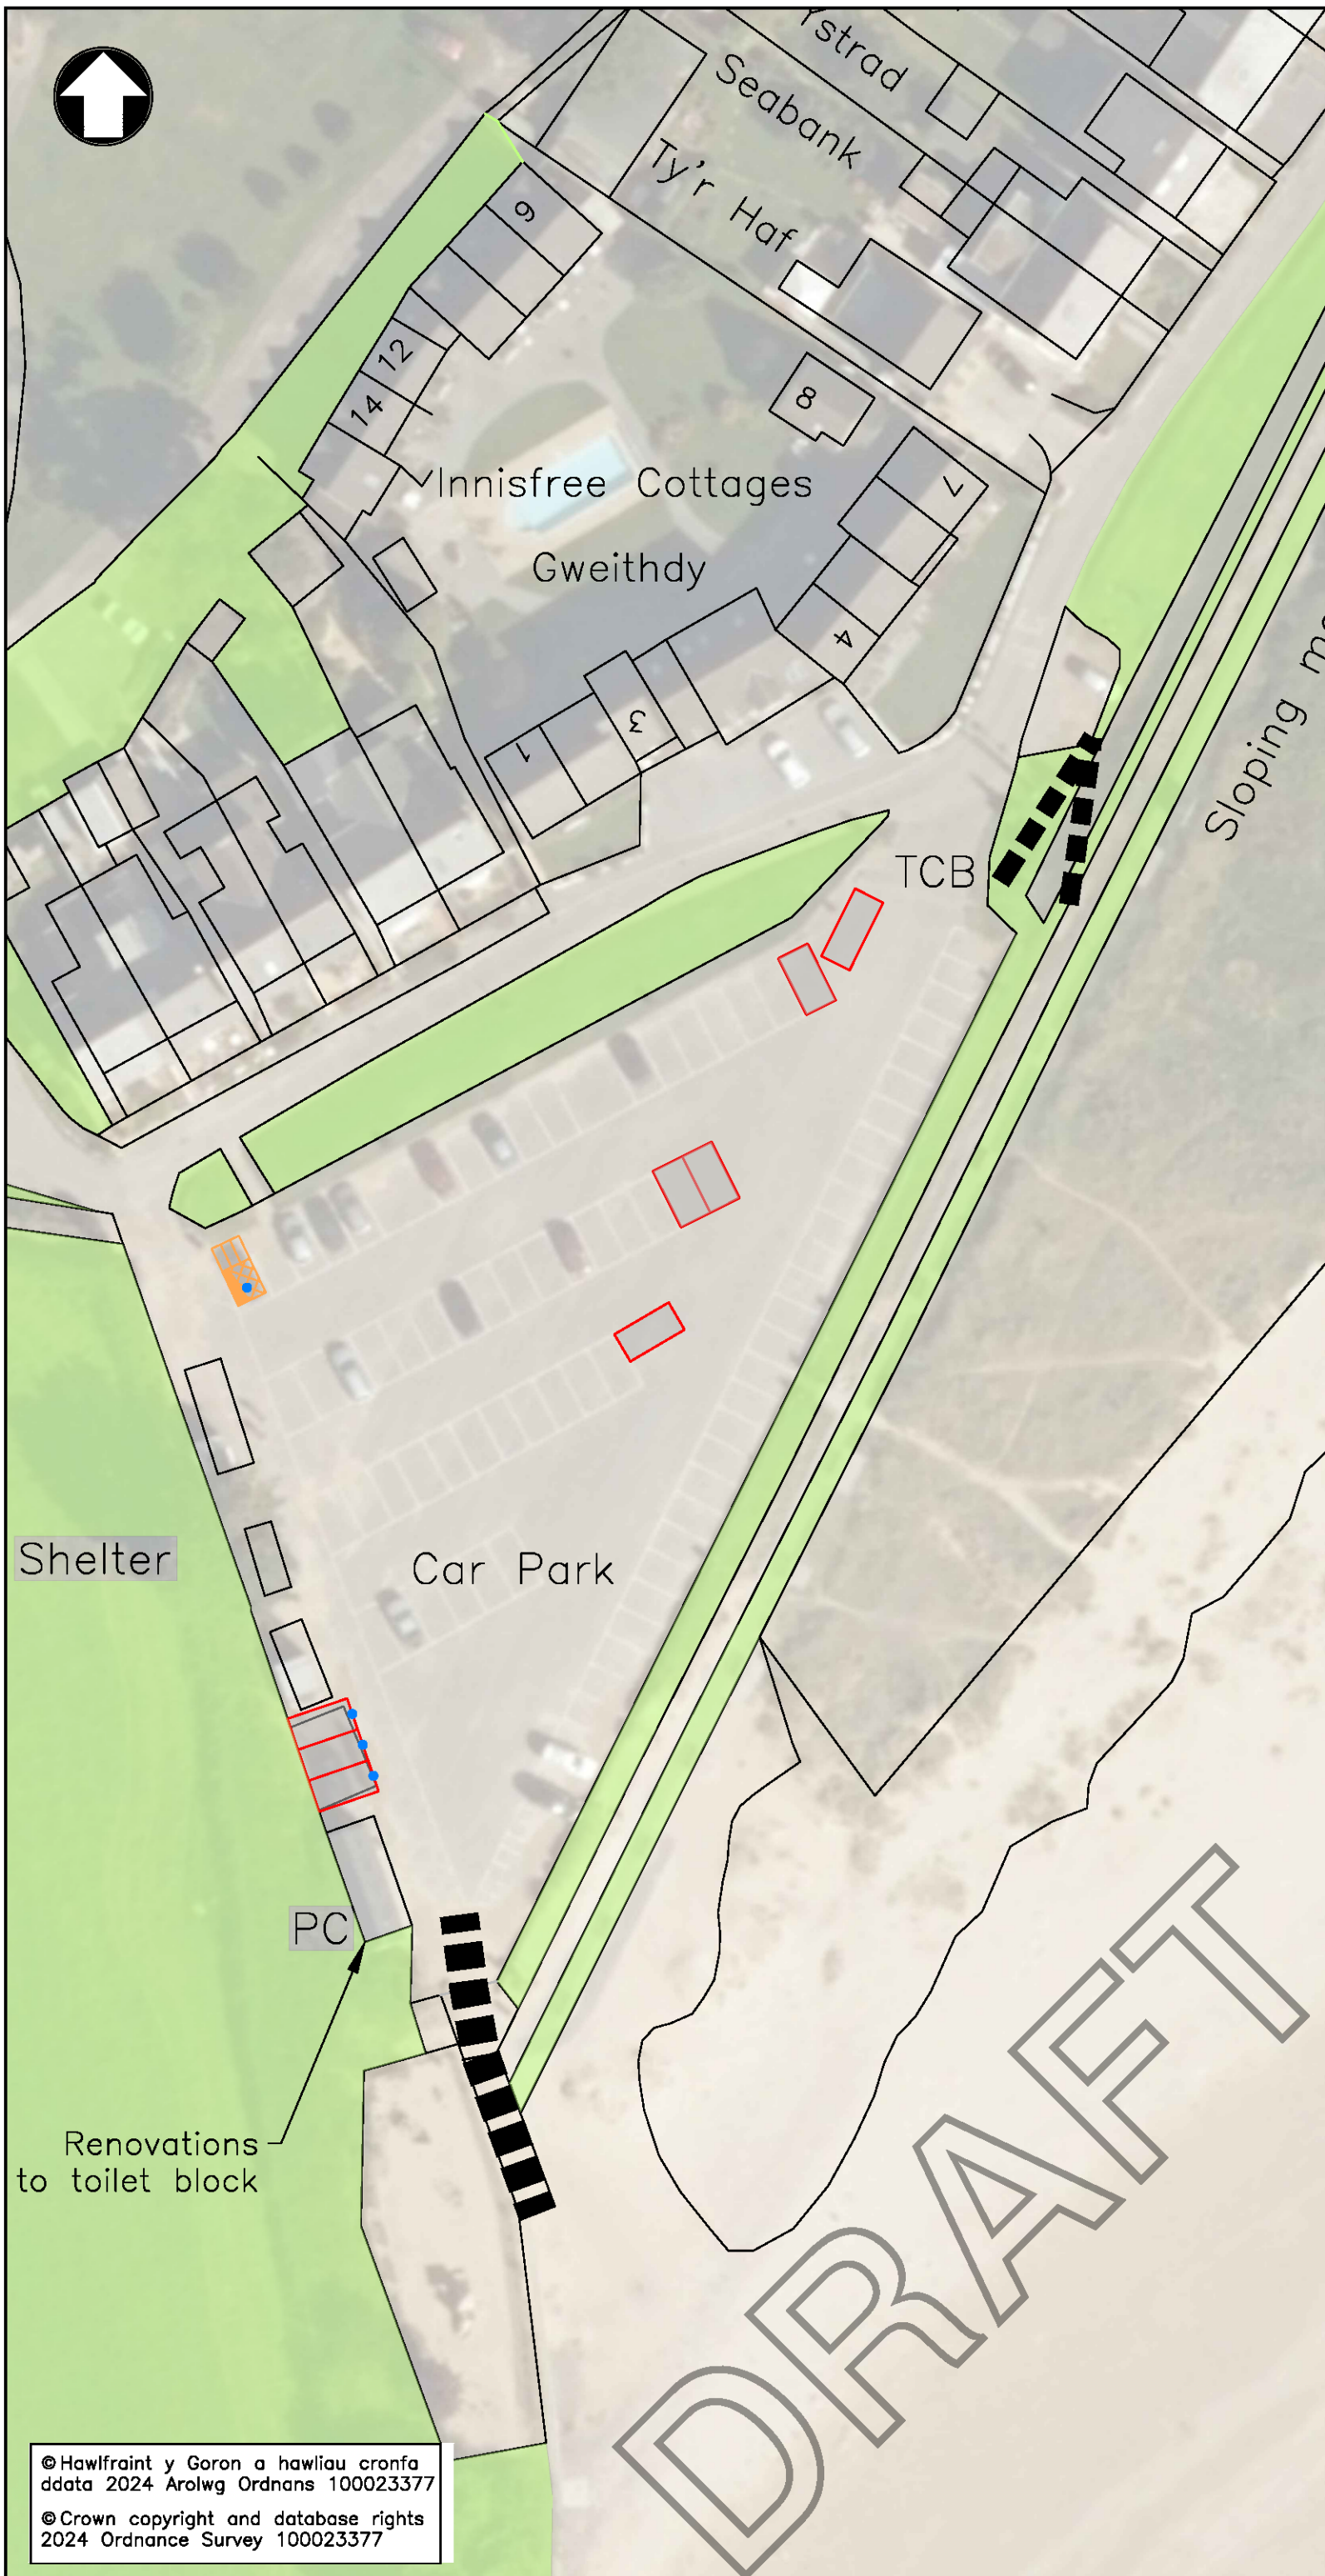 Ystrad
Seabank
Ty'r Haf
9
12
14
8
Innisfree Cottages
7
Gweithdy
4
3
1
Sloping
TCB
Shelter
Car Park
PC
Renovations
to toilet block
DRAFT
© Hawlfraint y Goron a hawliau cronfa
ddata 2024 Arolwg Ordnans 100023377
© Crown copyright and database rights
2024 Ordnance Survey 100023377